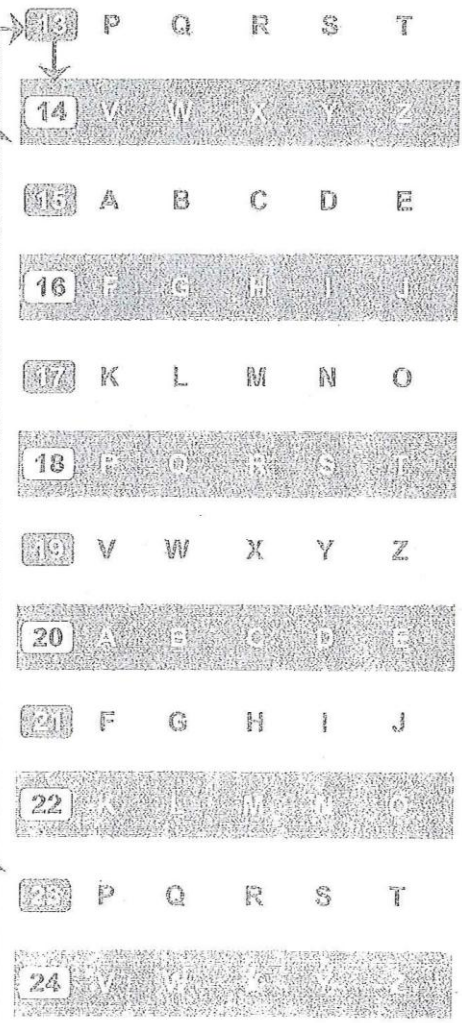 13 P Q R S T
14 V W X Y Z
15 A B C D E
16 F G H I J
17 K L M N O
18 P Q R S T
19 V W X Y Z
20 A B C D E
21 F G H I J
22 K L M N O
23 P Q R S T
24 V W X Y Z